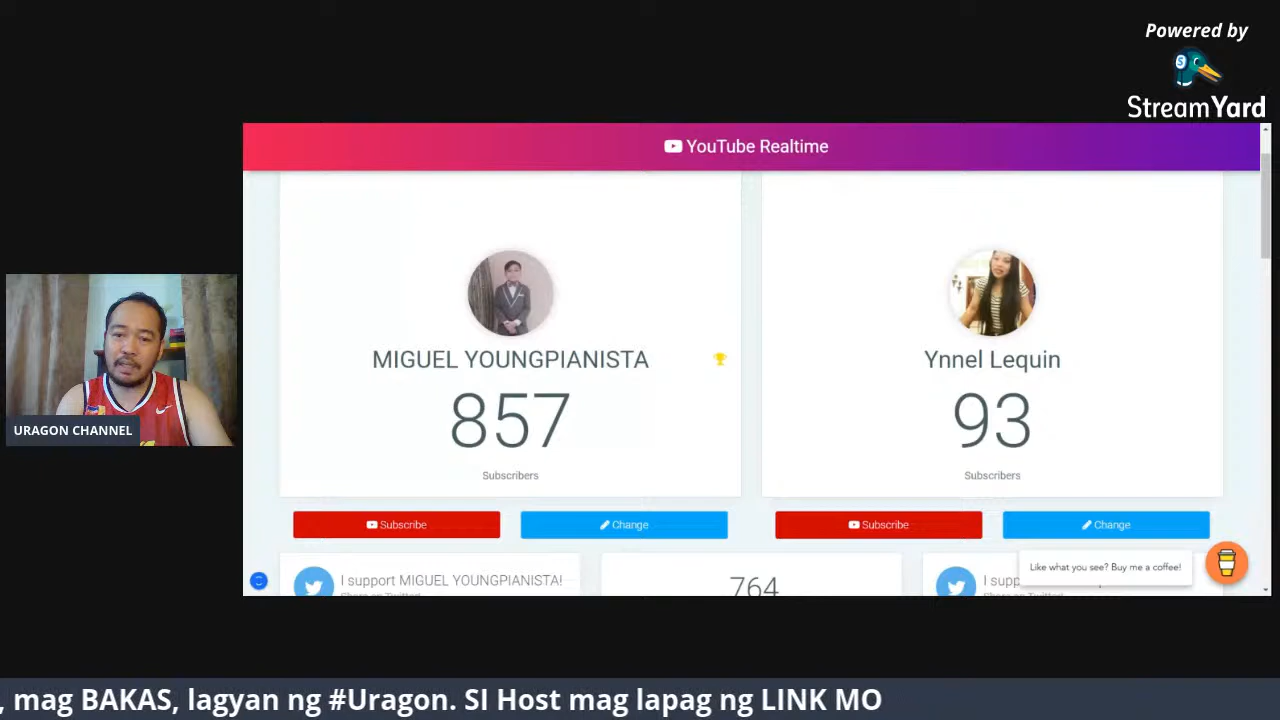 Powered by
StreamYard
YouTube Realtime
MIGUEL YOUNGPIANISTA
857
Subscribers
Subscribe
Change
Ynnel Lequin
93
Subscribers
Subscribe
Change
I support MIGUEL YOUNGPIANISTA!
764
I supp
Like what you see? Buy me a coffee!
URAGON CHANNEL
, mag BAKAS, lagyan ng #Uragon. SI Host mag lapag ng LINK MO